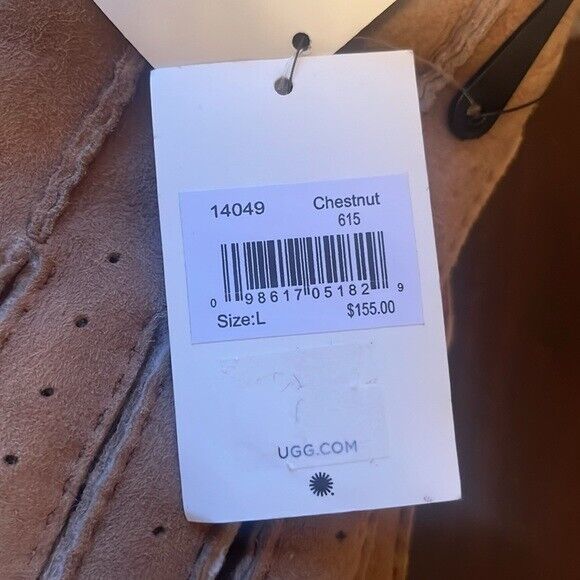 14049 Chestnut
615
0 98617 05182 9
Size:L $155.00
UGG.COM